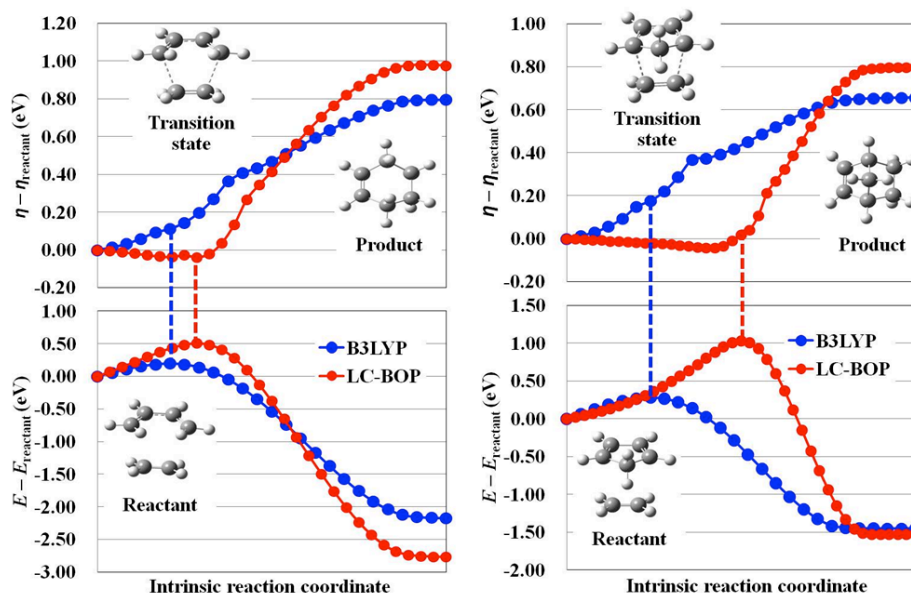 1.20
1.00
0.80
0.60
0.40
0.20
0.00
-0.20
η − ηreactant (eV)
Transition
state
Product
1.00
0.50
0.00
-0.50
-1.00
-1.50
-2.00
-2.50
-3.00
E − Ereactant (eV)
B3LYP
LC-BOP
Reactant
Intrinsic reaction coordinate
1.00
0.80
0.60
0.40
0.20
0.00
-0.20
η − ηreactant (eV)
Transition
state
Product
1.50
1.00
0.50
0.00
-0.50
-1.00
-1.50
-2.00
E − Ereactant (eV)
B3LYP
LC-BOP
Reactant
Intrinsic reaction coordinate